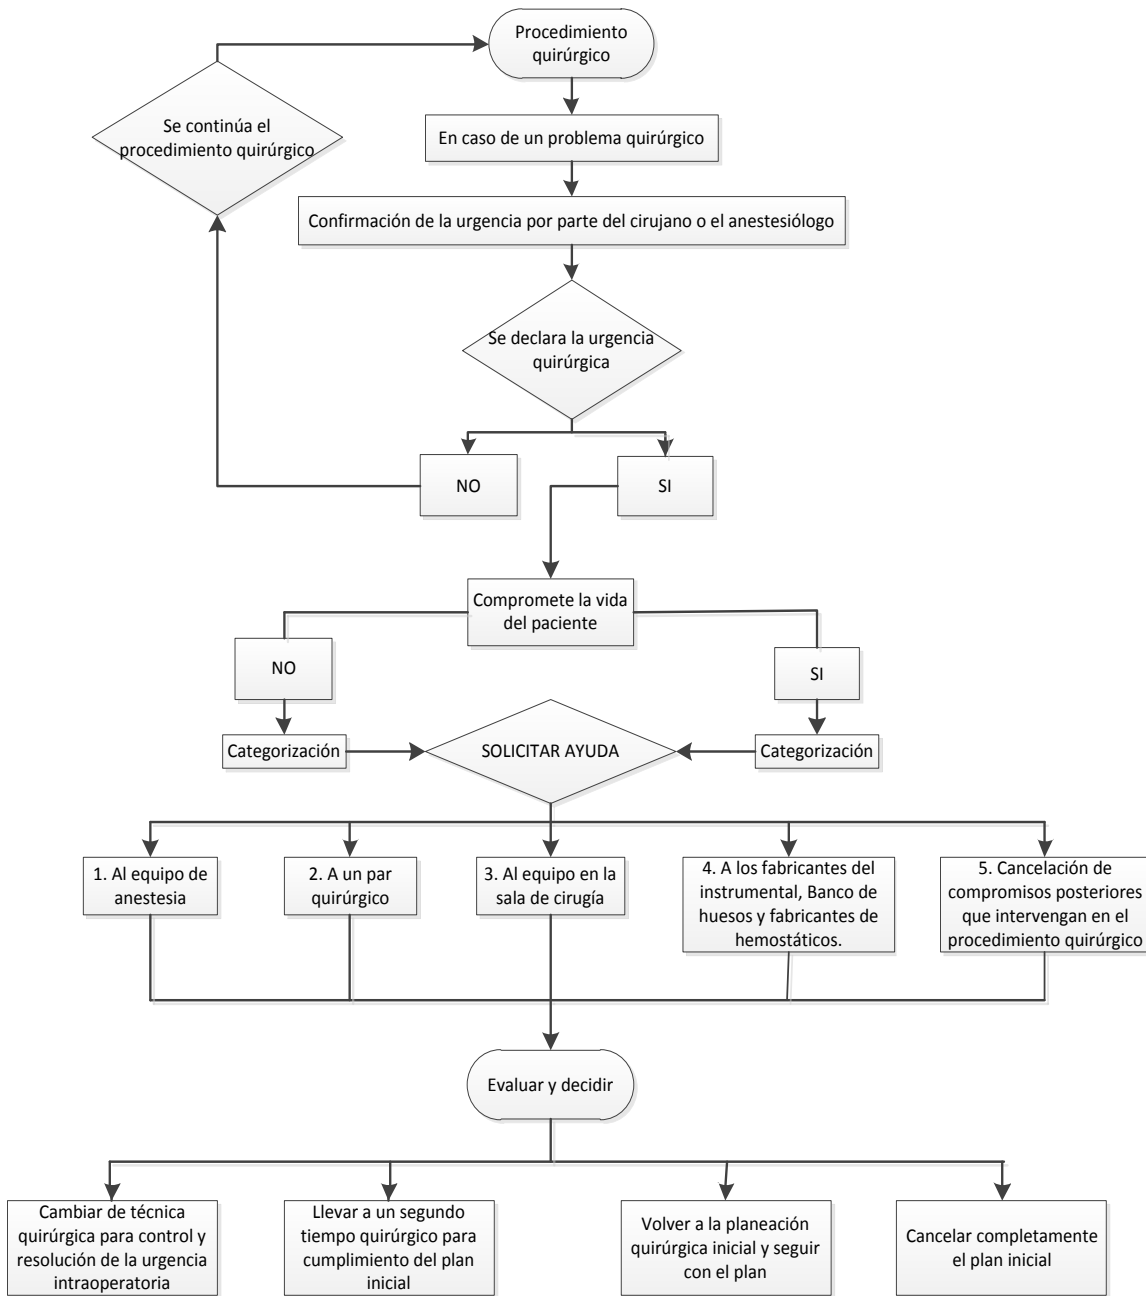 Procedimiento
quirúrgico
Se continúa el
procedimiento quirúrgico
En caso de un problema quirúrgico
Confirmación de la urgencia por parte del cirujano o el anestesiólogo
Se declara la urgencia
quirúrgica
NO
SI
Compromete la vida
del paciente
NO
SI
Categorización
SOLICITAR AYUDA
Categorización
1. Al equipo de
anestesia
2. A un par
quirúrgico
3. Al equipo en la
sala de cirugía
4. A los fabricantes del
instrumental, Banco de
huesos y fabricantes de
hemostáticos.
5. Cancelación de
compromisos posteriores
que intervengan en el
procedimiento quirúrgico
Evaluar y decidir
Cambiar de técnica
quirúrgica para control y
resolución de la urgencia
intraoperatoria
Llevar a un segundo
tiempo quirúrgico para
cumplimiento del plan
inicial
Volver a la planeación
quirúrgica inicial y seguir
con el plan
Cancelar completamente
el plan inicial